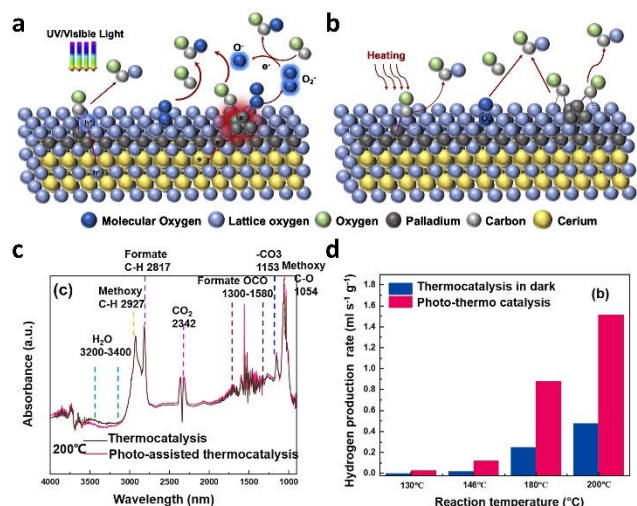 a
UV/Visible Light
h⁺
h⁺
e⁻
e⁻
e⁻
O⁻
e⁻
O₂⁻
b
Heating
O₂
Molecular Oxygen
Lattice oxygen
Oxygen
Palladium
Carbon
Cerium
c
(c)
Formate
C-H 2817
Methoxy
C-H 2927
H₂O
3200-3400
CO₂
2342
Formate OCO
1300-1580
-CO3
1153
Methoxy
C-O
1054
Absorbance (a.u.)
200℃
Thermocatalysis
Photo-assisted thermocatalysis
4000 3500 3000 2500 2000 1500 1000
Wavelength (nm)
d
(b)
Thermocatalysis in dark
Photo-thermo catalysis
Hydrogen production rate (ml s⁻¹ g⁻¹)
1.8
1.6
1.4
1.2
1.0
0.8
0.6
0.4
0.2
0.0
130℃ 146℃ 180℃ 200℃
Reaction temperature (°C)